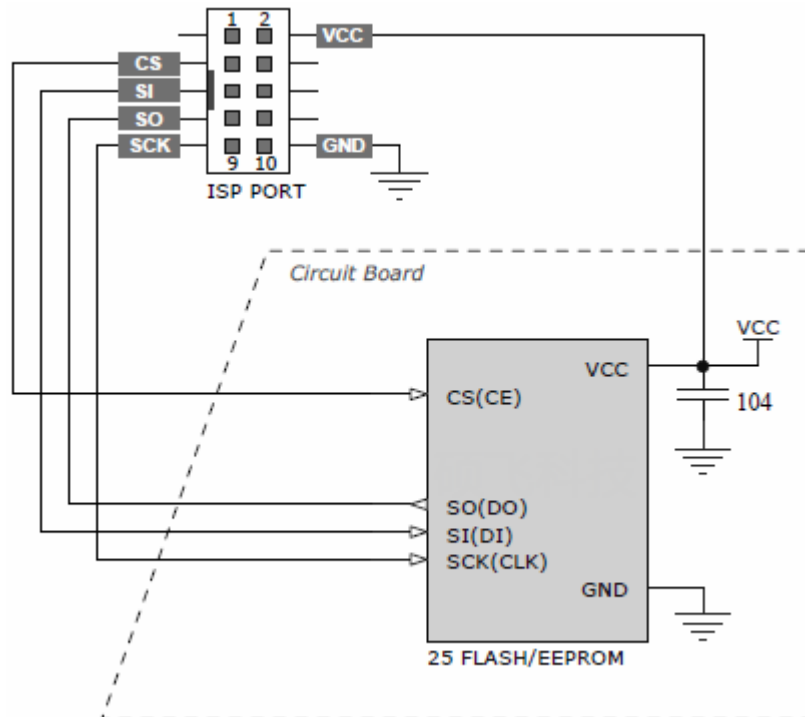 1 2
VCC
CS
SI
SO
SCK
GND
9 10
ISP PORT
Circuit Board
VCC
VCC
CS(CE)
104
SO(DO)
SI(DI)
SCK(CLK)
GND
25 FLASH/EEPROM